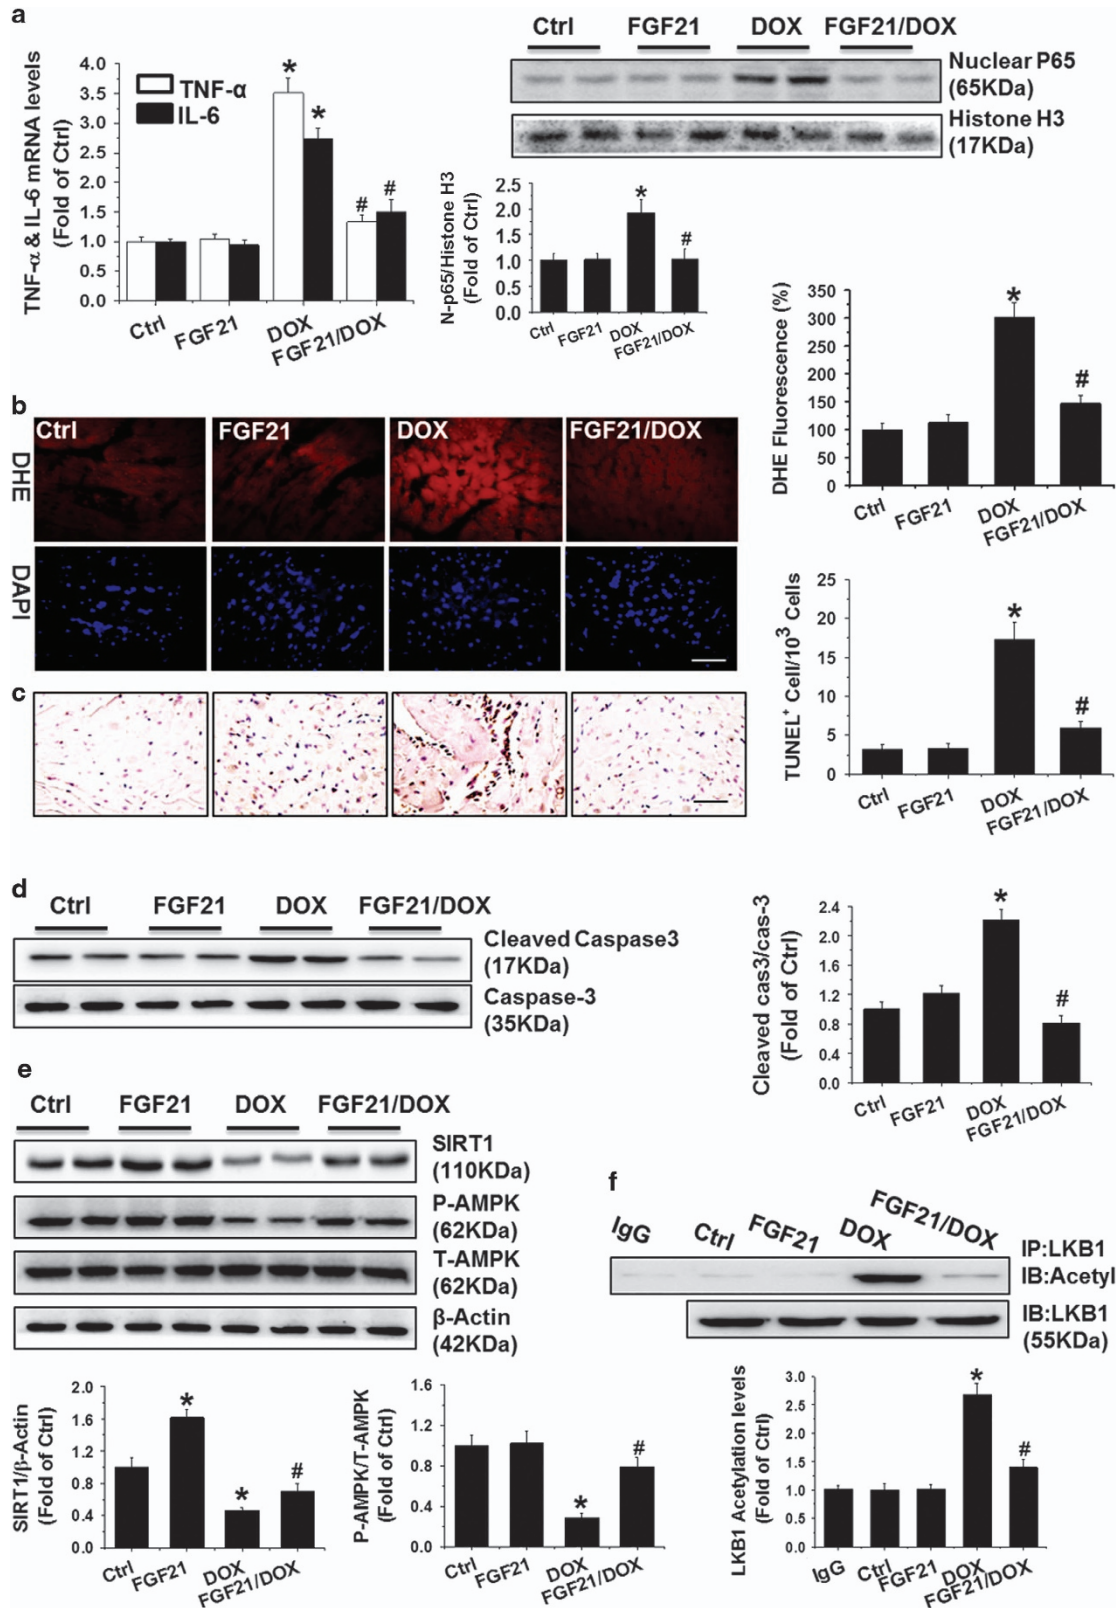 a
TNF-α & IL-6 mRNA levels
(Fold of Ctrl)
4.0
3.5
3.0
2.5
2.0
1.5
1.0
0.5
0.0
TNF-α
IL-6
*
*
#
#
Ctrl
FGF21
DOX
FGF21/DOX
Ctrl
FGF21
DOX
FGF21/DOX
Nuclear P65
(65KDa)
Histone H3
(17KDa)
N-p65/Histone H3
(Fold of Ctrl)
2.5
2.0
1.5
1.0
0.5
0.0
*
#
Ctrl
FGF21
DOX
FGF21/DOX
b
Ctrl
FGF21
DOX
FGF21/DOX
DHE
DAPI
DHE Fluorescence (%)
350
300
250
200
150
100
50
0
*
#
Ctrl
FGF21
DOX
FGF21/DOX
c
TUNEL⁺ Cell/10³ Cells
25
20
15
10
5
0
*
#
Ctrl
FGF21
DOX
FGF21/DOX
d
Ctrl
FGF21
DOX
FGF21/DOX
Cleaved Caspase3
(17KDa)
Caspase-3
(35KDa)
Cleaved cas3/cas-3
(Fold of Ctrl)
2.4
2.0
1.6
1.2
0.8
0.4
0.0
*
#
Ctrl
FGF21
DOX
FGF21/DOX
e
Ctrl
FGF21
DOX
FGF21/DOX
SIRT1
(110KDa)
P-AMPK
(62KDa)
T-AMPK
(62KDa)
β-Actin
(42KDa)
SIRT1/β-Actin
(Fold of Ctrl)
2.0
1.6
1.2
0.8
0.4
0.0
*
*
#
Ctrl
FGF21
DOX
FGF21/DOX
P-AMPK/T-AMPK
(Fold of Ctrl)
1.6
1.2
0.8
0.4
0.0
*
#
Ctrl
FGF21
DOX
FGF21/DOX
f
IgG
Ctrl
FGF21
DOX
FGF21/DOX
IP:LKB1
IB:Acetyl
IB:LKB1
(55KDa)
LKB1 Acetylation levels
(Fold of Ctrl)
3.0
2.5
2.0
1.5
1.0
0.5
0.0
*
#
IgG
Ctrl
FGF21
DOX
FGF21/DOX